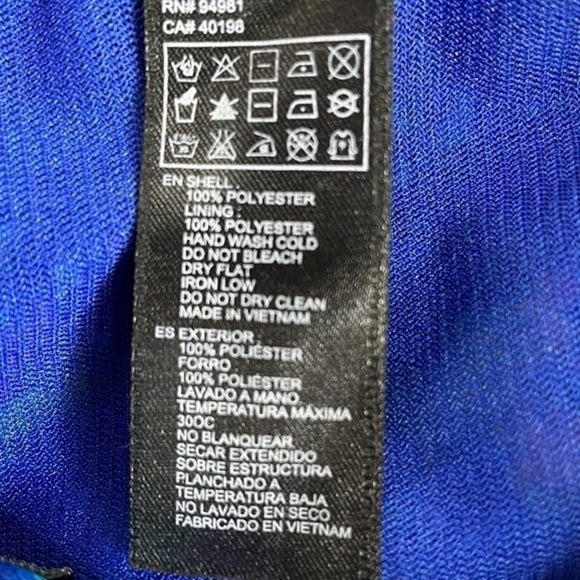 RN# 94981
CA# 40198
EN SHELL :
100% POLYESTER
LINING :
100% POLYESTER
HAND WASH COLD
DO NOT BLEACH
DRY FLAT
IRON LOW
DO NOT DRY CLEAN
MADE IN VIETNAM
ES EXTERIOR :
100% POLIÉSTER
FORRO :
100% POLIÉSTER
LAVADO A MANO
TEMPERATURA MÁXIMA
30OC
NO BLANQUEAR
SECAR EXTENDIDO
SOBRE ESTRUCTURA
PLANCHADO A
TEMPERATURA BAJA
NO LAVADO EN SECO
FABRICADO EN VIETNAM